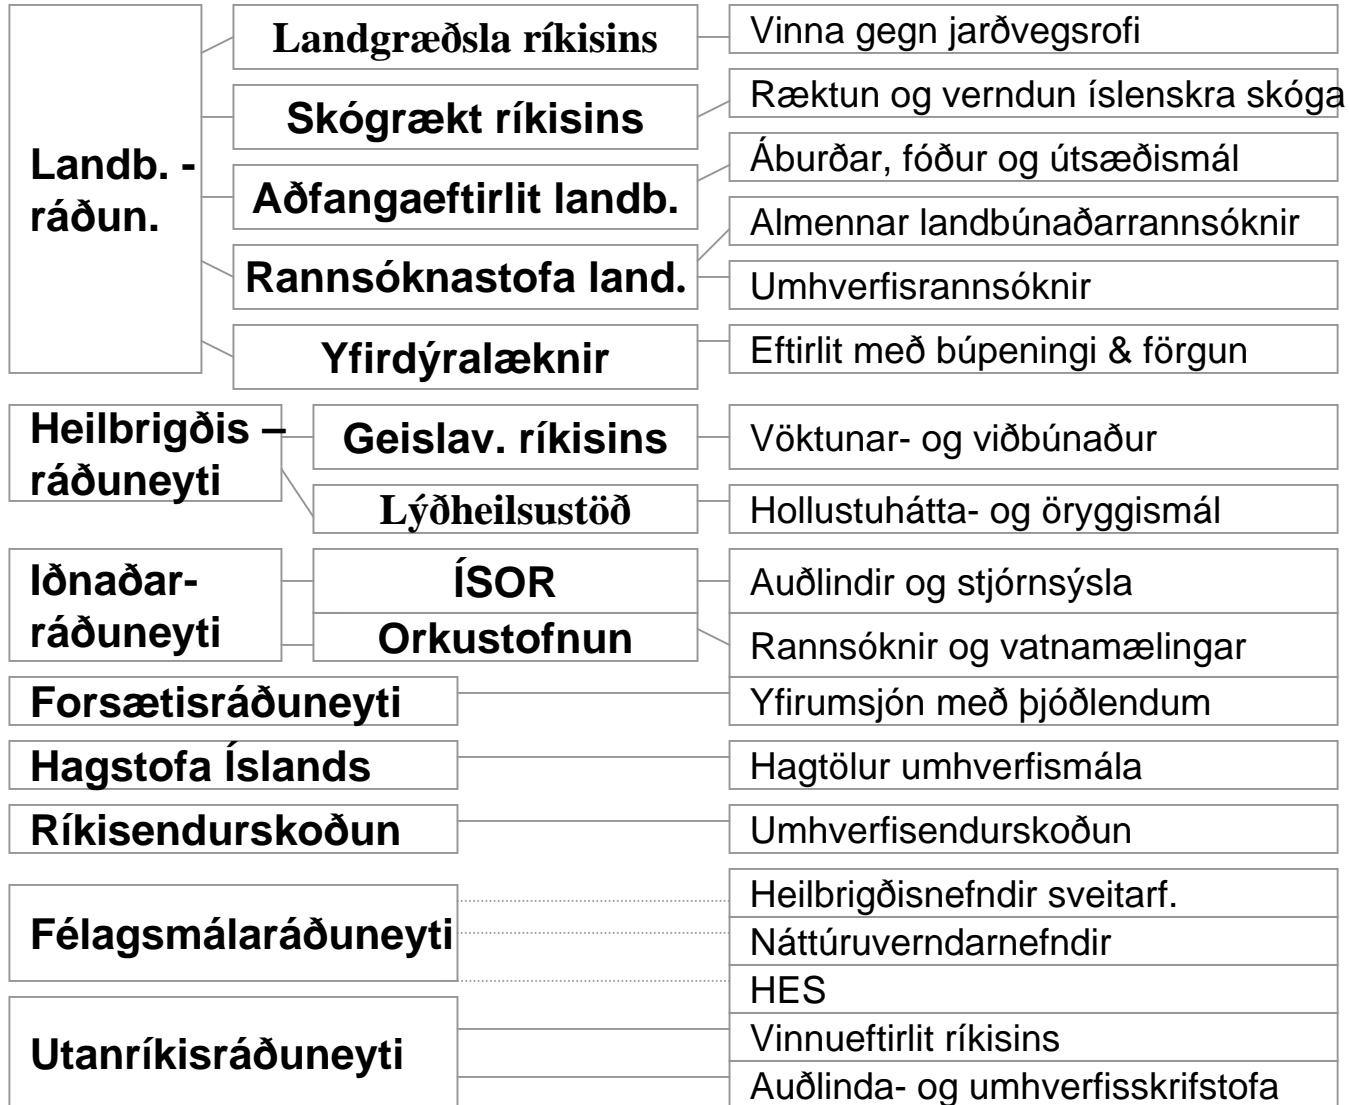 Landb. -
ráðun.
Landgræðsla ríkisins
Vinna gegn jarðvegsrofi
Skógrækt ríkisins
Ræktun og verndun íslenskra skóga
Aðfangaeftirlit landb.
Áburðar, fóður og útsæðismál
Rannsóknastofa land.
Almennar landbúnaðarrannsóknir
Umhverfisrannsóknir
Yfirdýralæknir
Eftirlit með búpeningi & förgun
Heilbrigðis –
ráðuneyti
Geislav. ríkisins
Vöktunar- og viðbúnaður
Lýðheilsustöð
Hollustuhátta- og öryggismál
Iðnaðar-
ráðuneyti
ÍSOR
Auðlindir og stjórnsýsla
Orkustofnun
Rannsóknir og vatnamælingar
Forsætisráðuneyti
Yfirumsjón með þjóðlendum
Hagstofa Íslands
Hagtölur umhverfismála
Ríkisendurskoðun
Umhverfisendurskoðun
Félagsmálaráðuneyti
Heilbrigðisnefndir sveitarf.
Náttúruverndarnefndir
HES
Utanríkisráðuneyti
Vinnueftirlit ríkisins
Auðlinda- og umhverfisskrifstofa